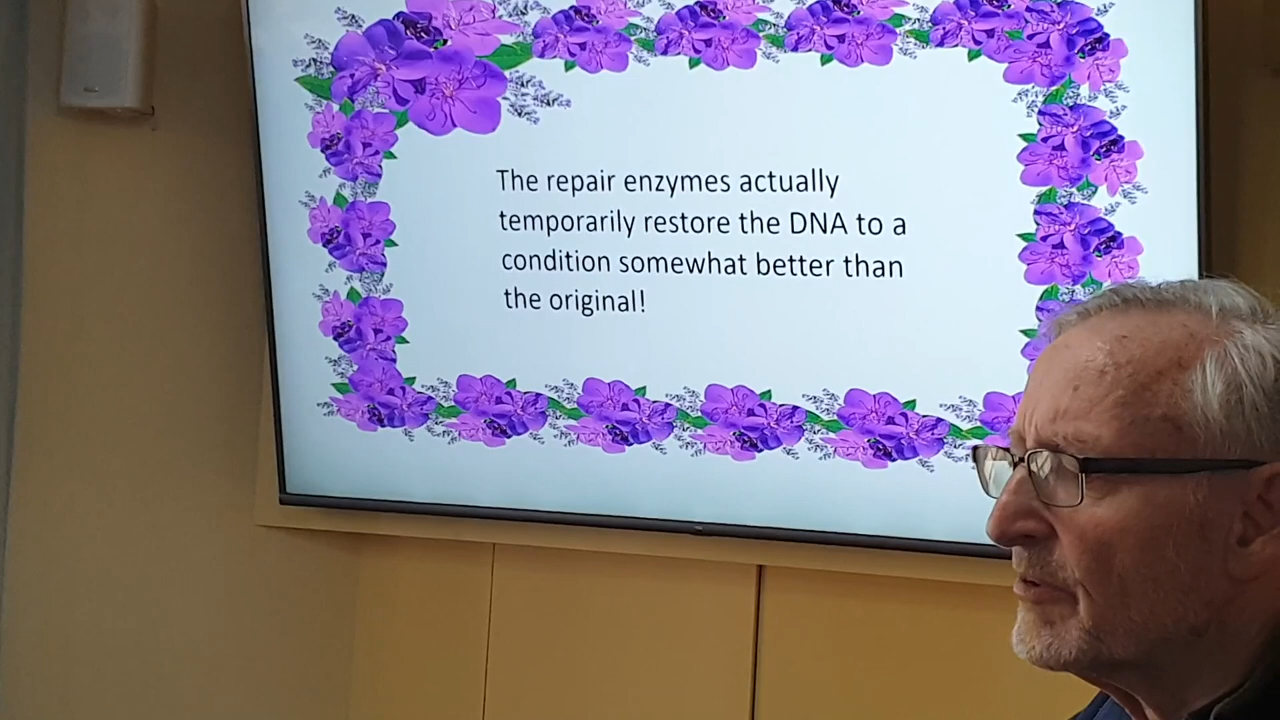 The repair enzymes actually
temporarily restore the DNA to a
condition somewhat better than
the original!